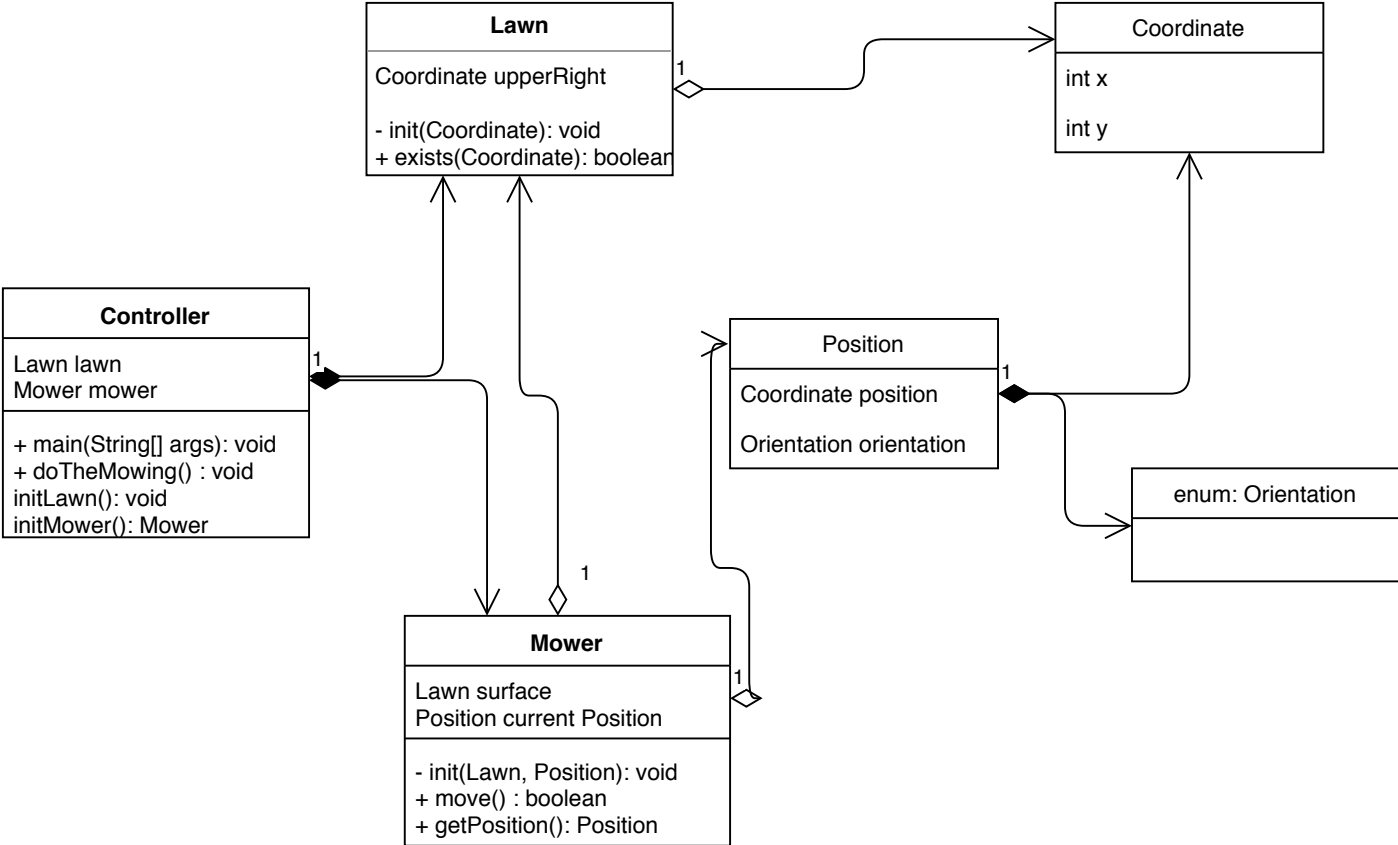 Lawn
Coordinate upperRight
- init(Coordinate): void
+ exists(Coordinate): boolean
1
Coordinate
int x
int y
Controller
Lawn lawn
Mower mower
+ main(String[] args): void
+ doTheMowing() : void
initLawn(): void
initMower(): Mower
1
Position
Coordinate position
Orientation orientation
1
enum: Orientation
1
Mower
Lawn surface
Position current Position
- init(Lawn, Position): void
+ move() : boolean
+ getPosition(): Position
1